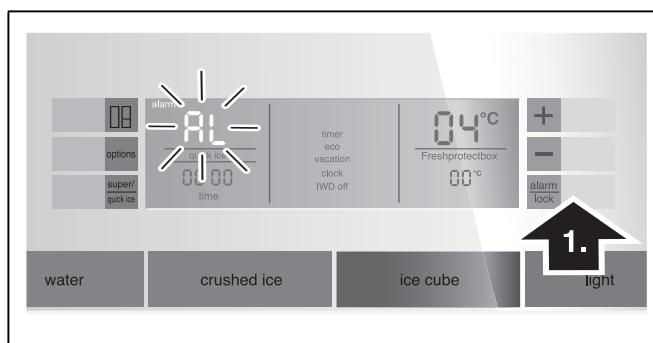 alarm
AL
quick ice
00:00
time
timer
eco
vacation
clock
IWD off
04°C
Freshprotectbox
00°C
options
super/
quick ice
+
−
alarm
lock
1.
water
crushed ice
ice cube
light